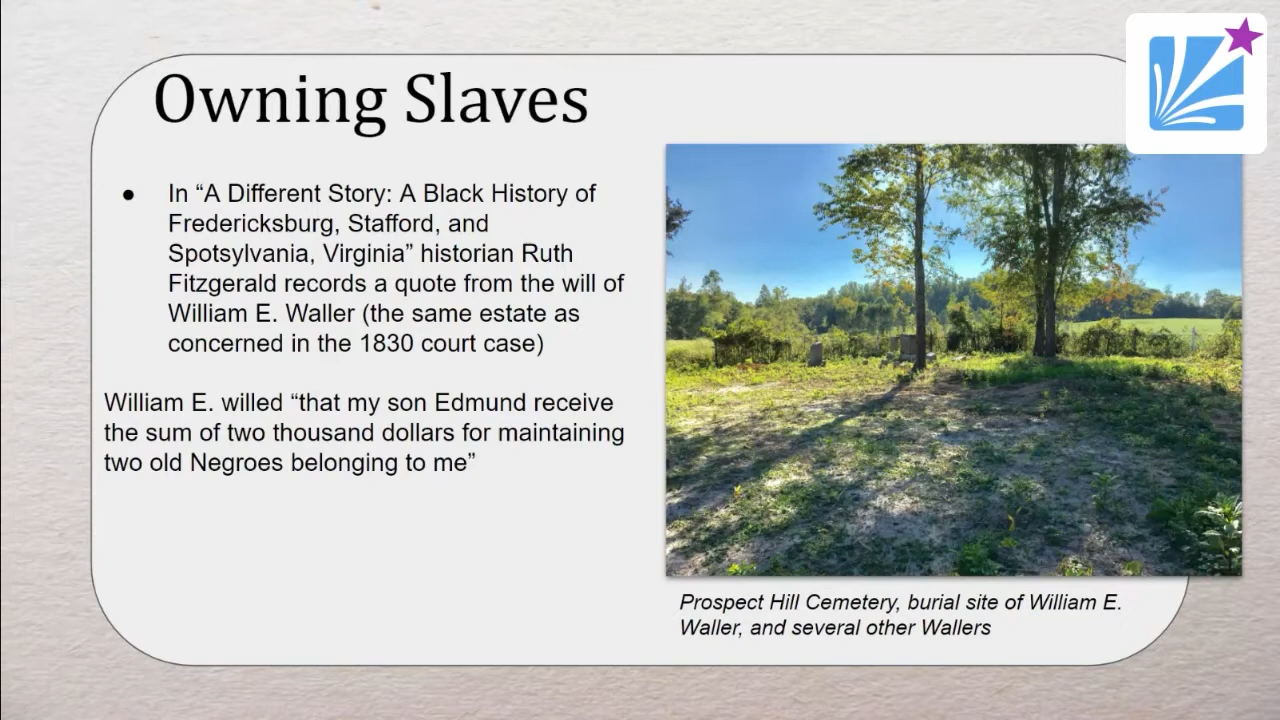 Owning Slaves
● In “A Different Story: A Black History of
Fredericksburg, Stafford, and
Spotsylvania, Virginia” historian Ruth
Fitzgerald records a quote from the will of
William E. Waller (the same estate as
concerned in the 1830 court case)
William E. willed “that my son Edmund receive
the sum of two thousand dollars for maintaining
two old Negroes belonging to me”
Prospect Hill Cemetery, burial site of William E.
Waller, and several other Wallers